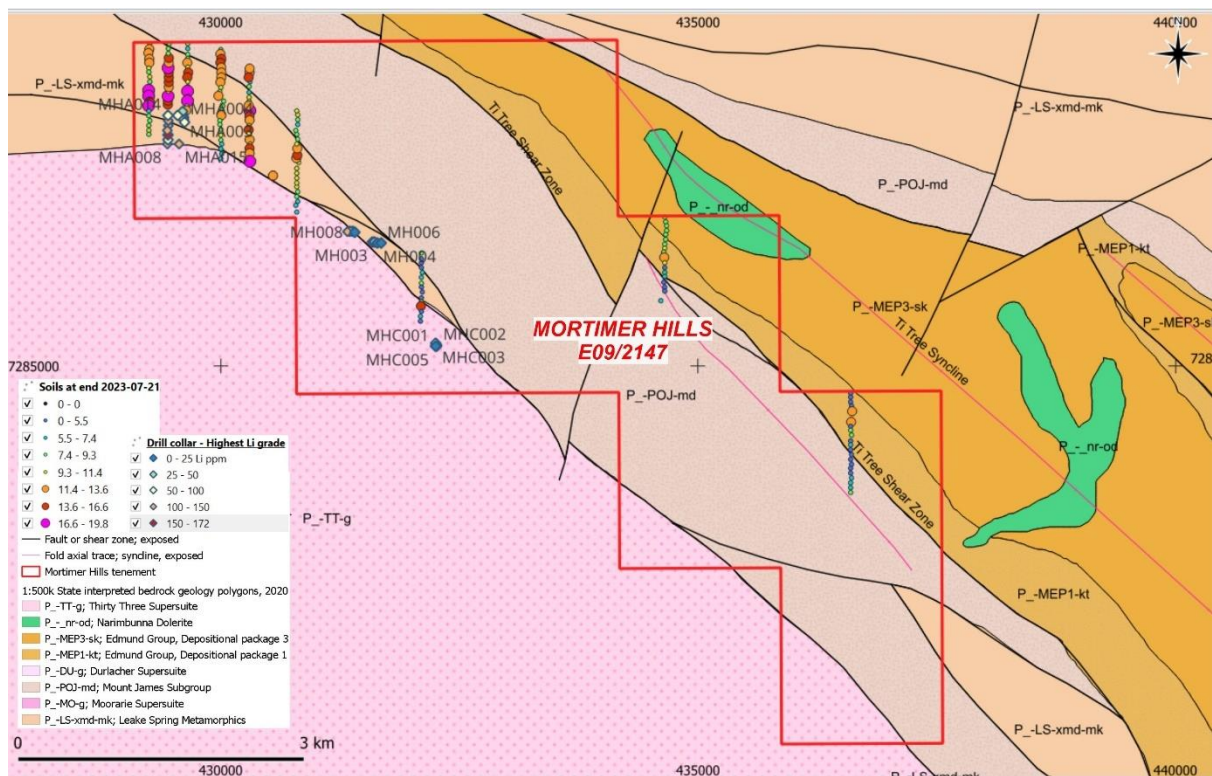 430000
435000
440000
P_-LS-xmd-mk
P_-LS-xmd-mk
MHA014
MHA004
MHA009
MHA008
MHA015
Ti Tree Shear Zone
P_-POJ-md
P_-_nr-od
MH008
MH006
MH003
MH004
P_-MEP1-kt
P_-MEP3-sk
P_-MEP3-sk
Ti Tree Syncline
MORTIMER HILLS
E09/2147
MHC001
MHC002
MHC005
MHC003
7285000
P_-POJ-md
Soils at end 2023-07-21
0 - 0
0 - 5.5
5.5 - 7.4
7.4 - 9.3
9.3 - 11.4
11.4 - 13.6
13.6 - 16.6
16.6 - 19.8
Drill collar - Highest Li grade
0 - 25 Li ppm
25 - 50
50 - 100
100 - 150
150 - 172
Fault or shear zone; exposed
Fold axial trace; syncline, exposed
Mortimer Hills tenement
1:500k State interpreted bedrock geology polygons, 2020
P_-TT-g; Thirty Three Supersuite
P_-_nr-od; Narimbunna Dolerite
P_-MEP3-sk; Edmund Group, Depositional package 3
P_-MEP1-kt; Edmund Group, Depositional package 1
P_-DU-g; Durlacher Supersuite
P_-POJ-md; Mount James Subgroup
P_-MO-g; Moorarie Supersuite
P_-LS-xmd-mk; Leake Spring Metamorphics
P_-TT-g
P_-_nr-od
Ti Tree Shear Zone
P_-MEP1-kt
P_-LS-xmd-mk
0
3 km
430000
435000
440000